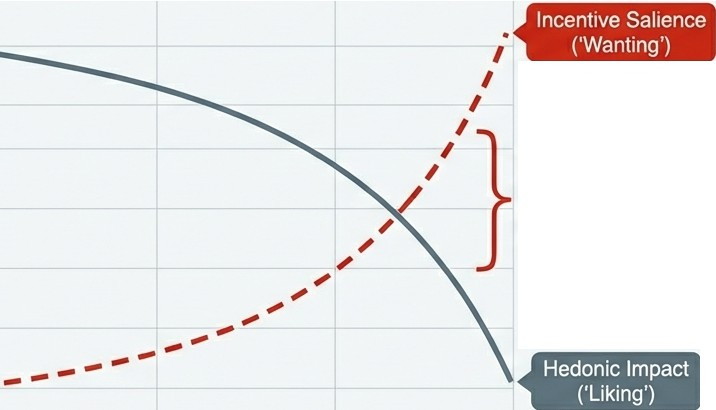 Incentive Salience
(‘Wanting’)
Hedonic Impact
(‘Liking’)